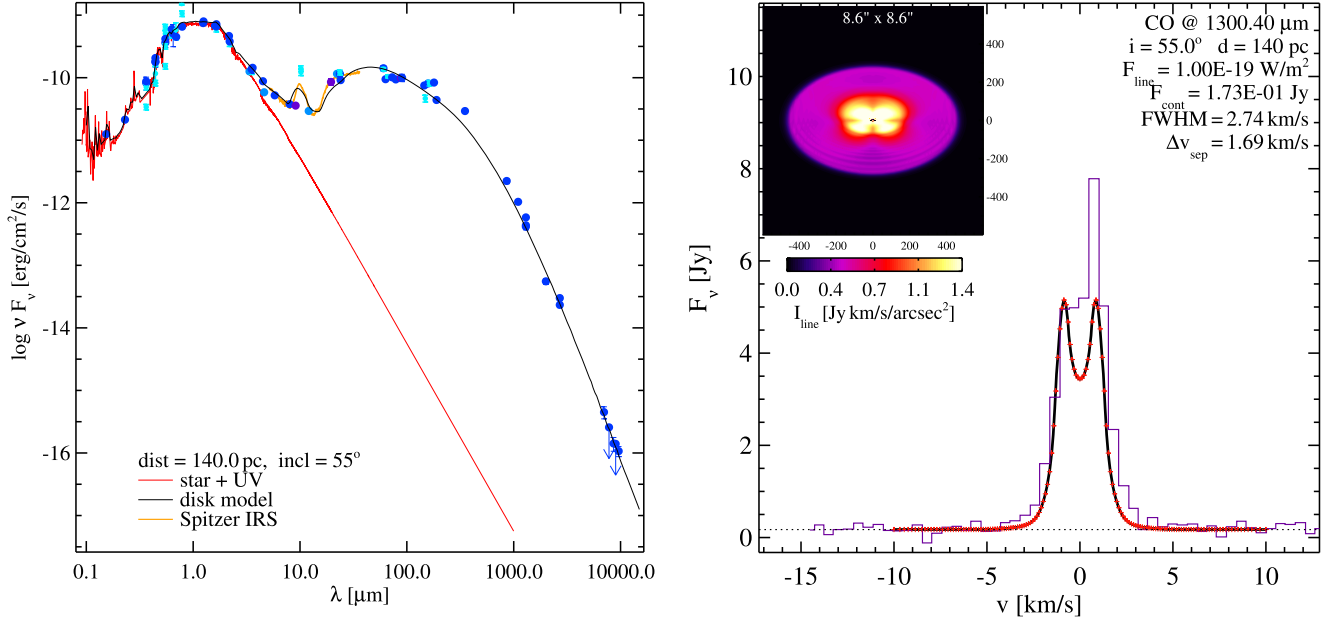 log ν Fν [erg/cm²/s]
-10
-12
-14
-16
dist = 140.0 pc, incl = 55°
star + UV
disk model
Spitzer IRS
0.1 1.0 10.0 100.0 1000.0 10000.0
λ [μm]
8.6" x 8.6"
400
200
0
-200
-400
-400 -200 0 200 400
0.0 0.4 0.7 1.1 1.4
I_line [Jy km/s/arcsec²]
CO @ 1300.40 μm
i = 55.0° d = 140 pc
F_line = 1.00E-19 W/m²
F_cont = 1.73E-01 Jy
FWHM = 2.74 km/s
Δv_sep = 1.69 km/s
Fν [Jy]
10
8
6
4
2
0
-15 -10 -5 0 5 10
v [km/s]